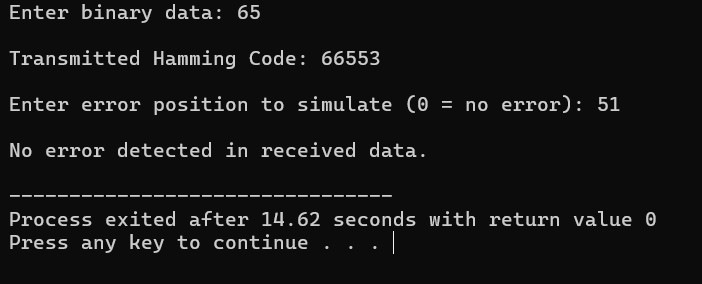 Enter binary data: 65
Transmitted Hamming Code: 66553
Enter error position to simulate (0 = no error): 51
No error detected in received data.
--------------------------------
Process exited after 14.62 seconds with return value 0
Press any key to continue . . .